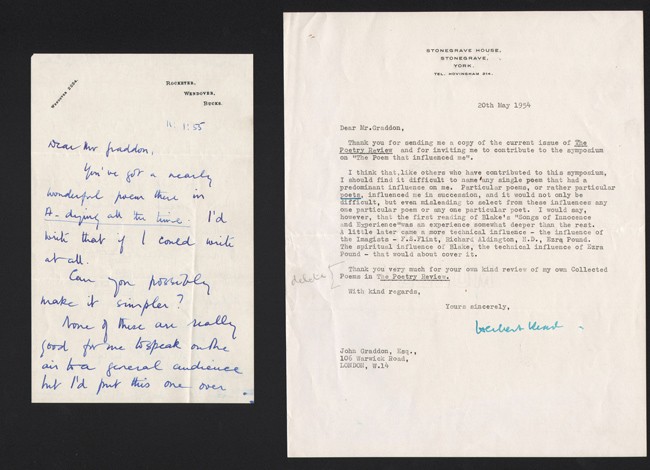 WENDOVER 2284.
ROCKETER,
WENDOVER,
BUCKS.
11. 1. 55
Dear Mr Graddon,
You've got a nearly
wonderful poem there in
A-dying all the time. I'd
write that if I could write
at all.
Can you possibly
make it simpler?
None of these are really
good for me to speak on the
air to a general audience
but I'd put this one over
STONEGRAVE HOUSE,
STONEGRAVE,
YORK.
TEL. HOVINGHAM 214.
20th May 1954
Dear Mr.Graddon,
Thank you for sending me a copy of the current issue of The
Poetry Review and for inviting me to contribute to the symposium
on "The Poem that influenced me".
I think that,like others who have contributed to this symposium,
I should find it difficult to name any single poem that had a
predominant influence on me. Particular poems, or rather particular
poets, influenced me in succession, and it would not only be
difficult, but even misleading to select from these influences any
one particular poem or any one particular poet. I would say,
however, that the first reading of Blake's "Songs of Innocence
and Experience"was an experience somewhat deeper than the rest.
A little later came a more technical influence - the influence of
the Imagists - F.S.Flint, Richard Aldington, H.D., Ezra Pound.
The spiritual influence of Blake, the technical influence of Ezra
Pound - that would about cover it.
delete [
Thank you very much for your own kind review of my own Collected
Poems in The Poetry Review.
With kind regards,
Yours sincerely,
Herbert Read
John Graddon, Esq.,
106 Warwick Road,
LONDON, W.14